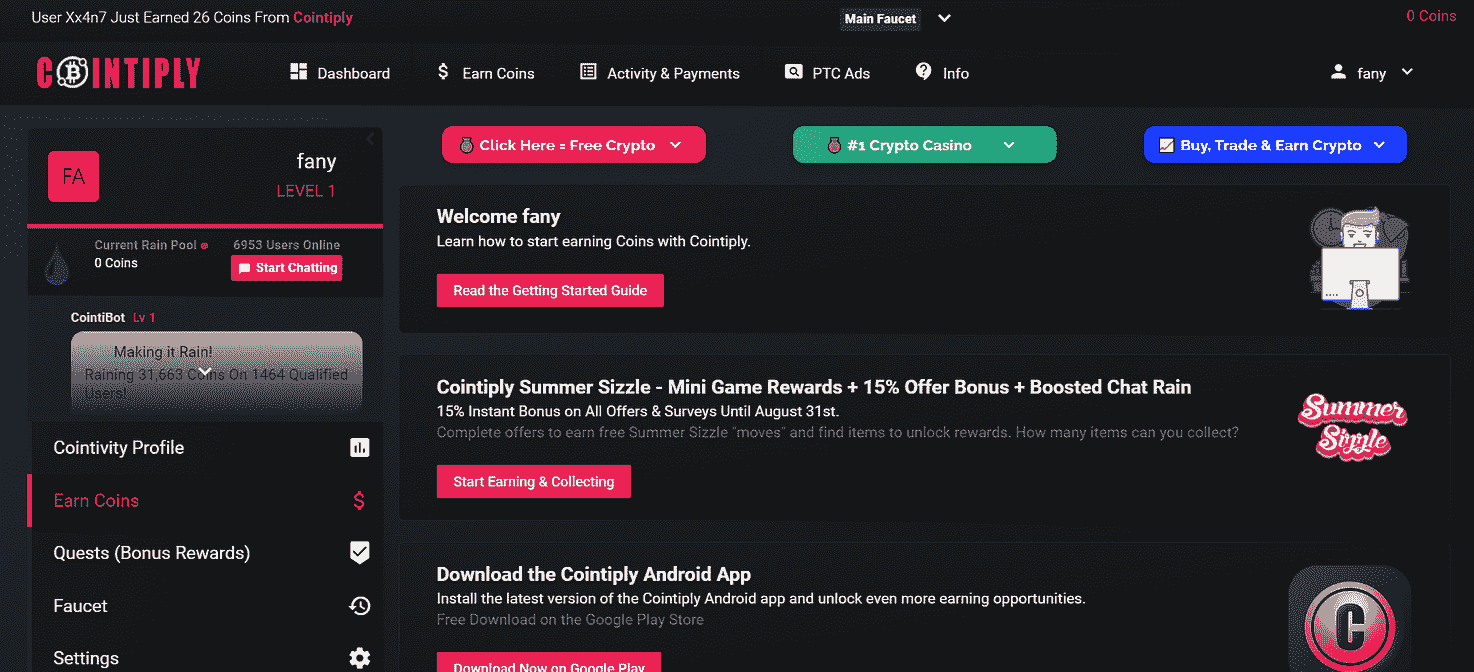 User Xx4n7 Just Earned 26 Coins From Cointiply
Main Faucet
0 Coins
COINTIPLY
Dashboard
Earn Coins
Activity & Payments
PTC Ads
Info
fany
Click Here = Free Crypto
#1 Crypto Casino
Buy, Trade & Earn Crypto
FA
fany
LEVEL 1
Current Rain Pool
0 Coins
6953 Users Online
Start Chatting
CointiBot Lv 1
Making it Rain!
Raining 31,663 Coins On 1464 Qualified
Users!
Cointivity Profile
Earn Coins
Quests (Bonus Rewards)
Faucet
Settings
Welcome fany
Learn how to start earning Coins with Cointiply.
Read the Getting Started Guide
Cointiply Summer Sizzle - Mini Game Rewards + 15% Offer Bonus + Boosted Chat Rain
15% Instant Bonus on All Offers & Surveys Until August 31st.
Complete offers to earn free Summer Sizzle "moves" and find items to unlock rewards. How many items can you collect?
Start Earning & Collecting
Summer
Sizzle
Download the Cointiply Android App
Install the latest version of the Cointiply Android app and unlock even more earning opportunities.
Free Download on the Google Play Store
Download Now on Google Play
C